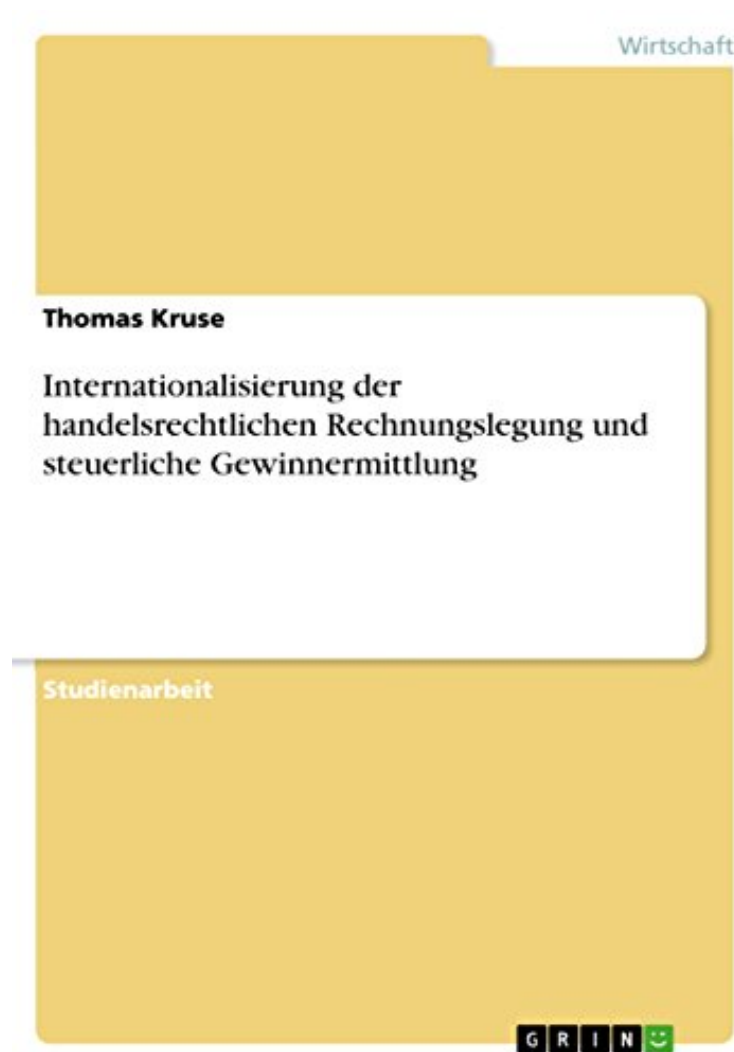 Wirtschaft
Thomas Kruse
Internationalisierung der
handelsrechtlichen Rechnungslegung und
steuerliche Gewinnermittlung
Studienarbeit
GRIN